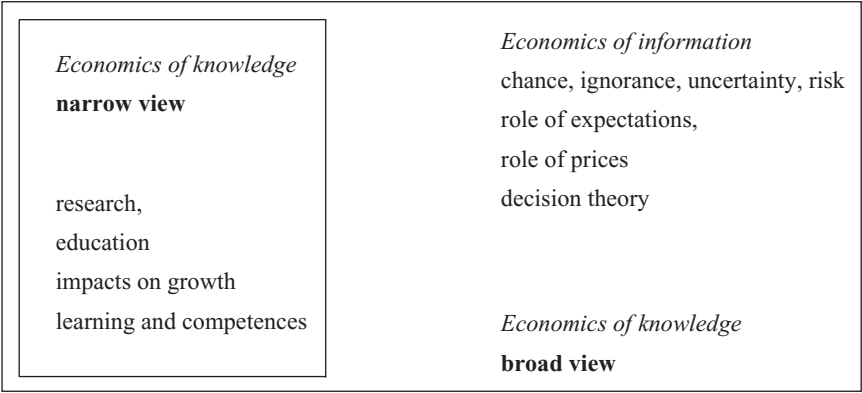 Economics of knowledge
narrow view
research,
education
impacts on growth
learning and competences
Economics of information
chance, ignorance, uncertainty, risk
role of expectations,
role of prices
decision theory
Economics of knowledge
broad view